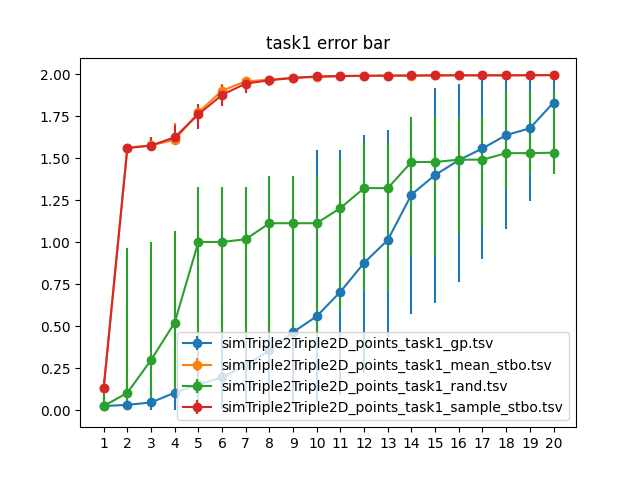 task1 error bar
2.00
1.75
1.50
1.25
1.00
0.75
0.50
0.25
0.00
simTriple2Triple2D_points_task1_gp.tsv
simTriple2Triple2D_points_task1_mean_stbo.tsv
simTriple2Triple2D_points_task1_rand.tsv
simTriple2Triple2D_points_task1_sample_stbo.tsv
1 2 3 4 5 6 7 8 9 10 11 12 13 14 15 16 17 18 19 20